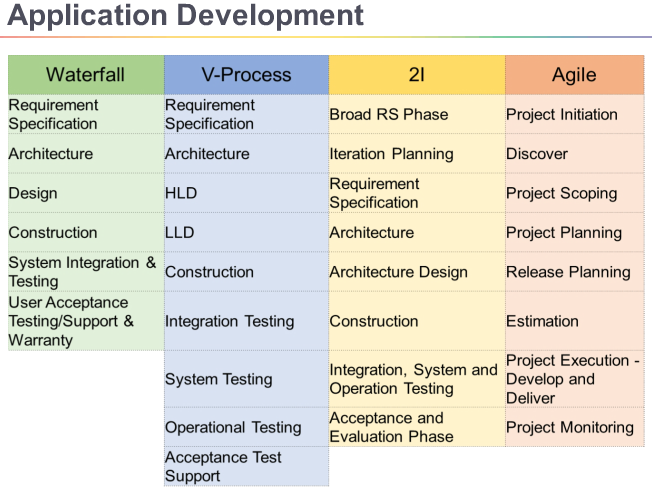 Application Development
Waterfall
V-Process
2I
Agile
Requirement
Specification
Requirement
Specification
Broad RS Phase
Project Initiation
Architecture
Architecture
Iteration Planning
Discover
Design
HLD
Requirement
Specification
Project Scoping
Construction
LLD
Architecture
Project Planning
System Integration &
Testing
Construction
Architecture Design
Release Planning
User Acceptance
Testing/Support &
Warranty
Integration Testing
Construction
Estimation
System Testing
Integration, System and
Operation Testing
Project Execution -
Develop and
Deliver
Operational Testing
Acceptance and
Evaluation Phase
Project Monitoring
Acceptance Test
Support